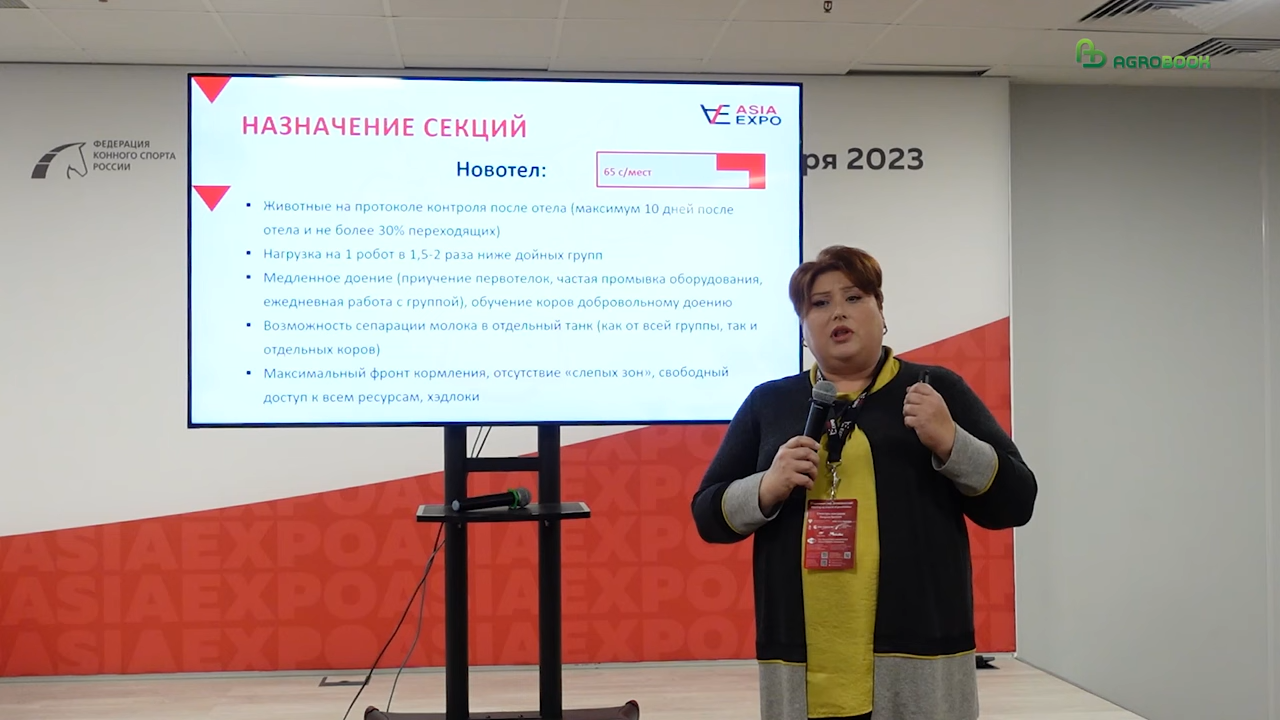 AGROBOOK
НАЗНАЧЕНИЕ СЕКЦИЙ
ASIA
EXPO
ФЕДЕРАЦИЯ
КОННОГО СПОРТА
РОССИИ
ря 2023
Новотел:
65 с/мест
▪ Животные на протоколе контроля после отела (максимум 10 дней после
отела и не более 30% переходящих)
▪ Нагрузка на 1 робот в 1,5-2 раза ниже дойных групп
▪ Медленное доение (приучение первотелок, частая промывка оборудования,
ежедневная работа с группой), обучение коров добровольному доению
▪ Возможность сепарации молока в отдельный танк (как от всей группы, так и
отдельных коров)
▪ Максимальный фронт кормления, отсутствие «слепых зон», свободный
доступ к всем ресурсам, хэдлоки
ASIAEXPOASIAEXPO
ASIAEXPOASIAEXPO
ASIAEXPOASIAEXPO